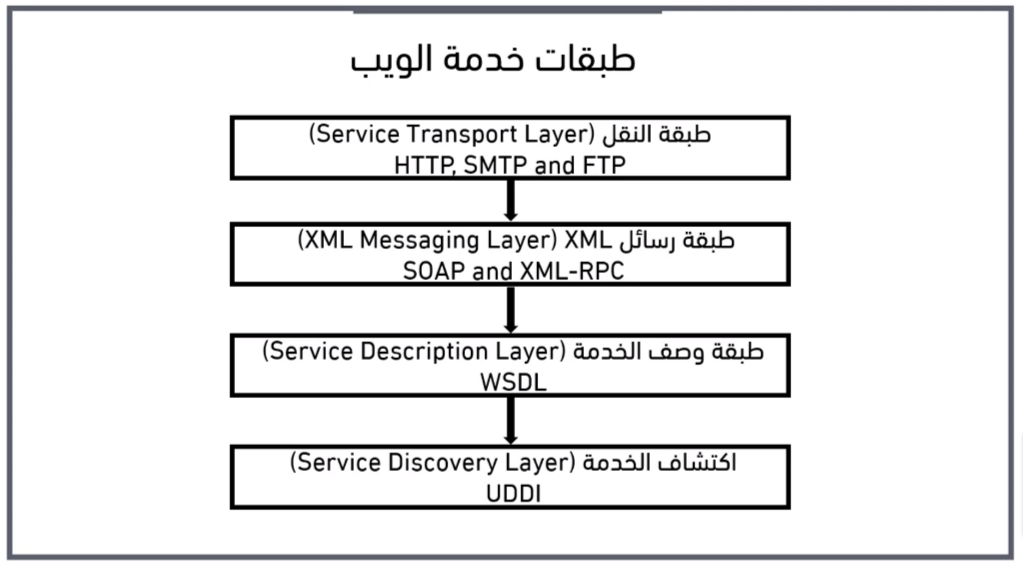 طبقات خدمة الويب
طبقة النقل (Service Transport Layer)
HTTP, SMTP and FTP
طبقة رسائل XML (XML Messaging Layer)
SOAP and XML-RPC
طبقة وصف الخدمة (Service Description Layer)
WSDL
اكتشاف الخدمة (Service Discovery Layer)
UDDI